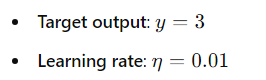 • Target output: y = 3
• Learning rate: η = 0.01